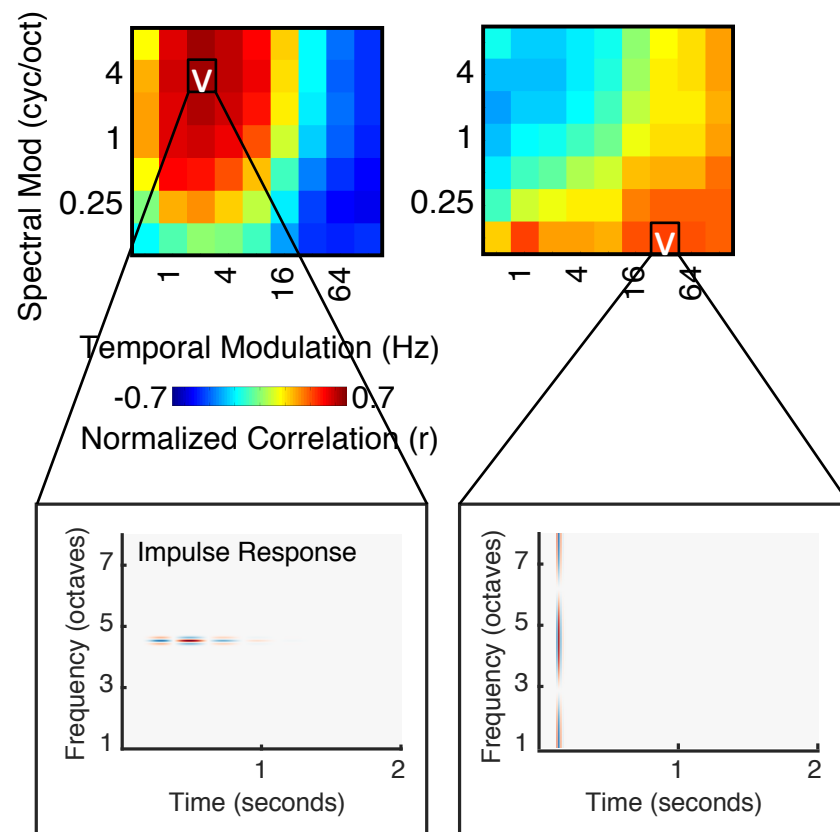 Spectral Mod (cyc/oct)
4
1
0.25
V
1
4
16
64
4
1
0.25
V
1
4
16
64
Temporal Modulation (Hz)
-0.7
0.7
Normalized Correlation (r)
Frequency (octaves)
7
5
3
1
Impulse Response
1
2
Time (seconds)
Frequency (octaves)
7
5
3
1
1
2
Time (seconds)